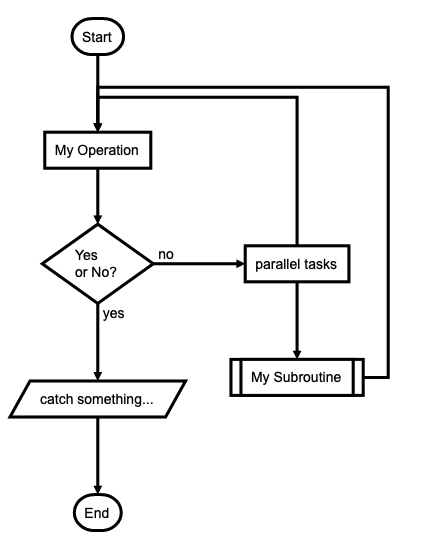 Start
My Operation
Yes
or No?
no
parallel tasks
yes
My Subroutine
catch something...
End